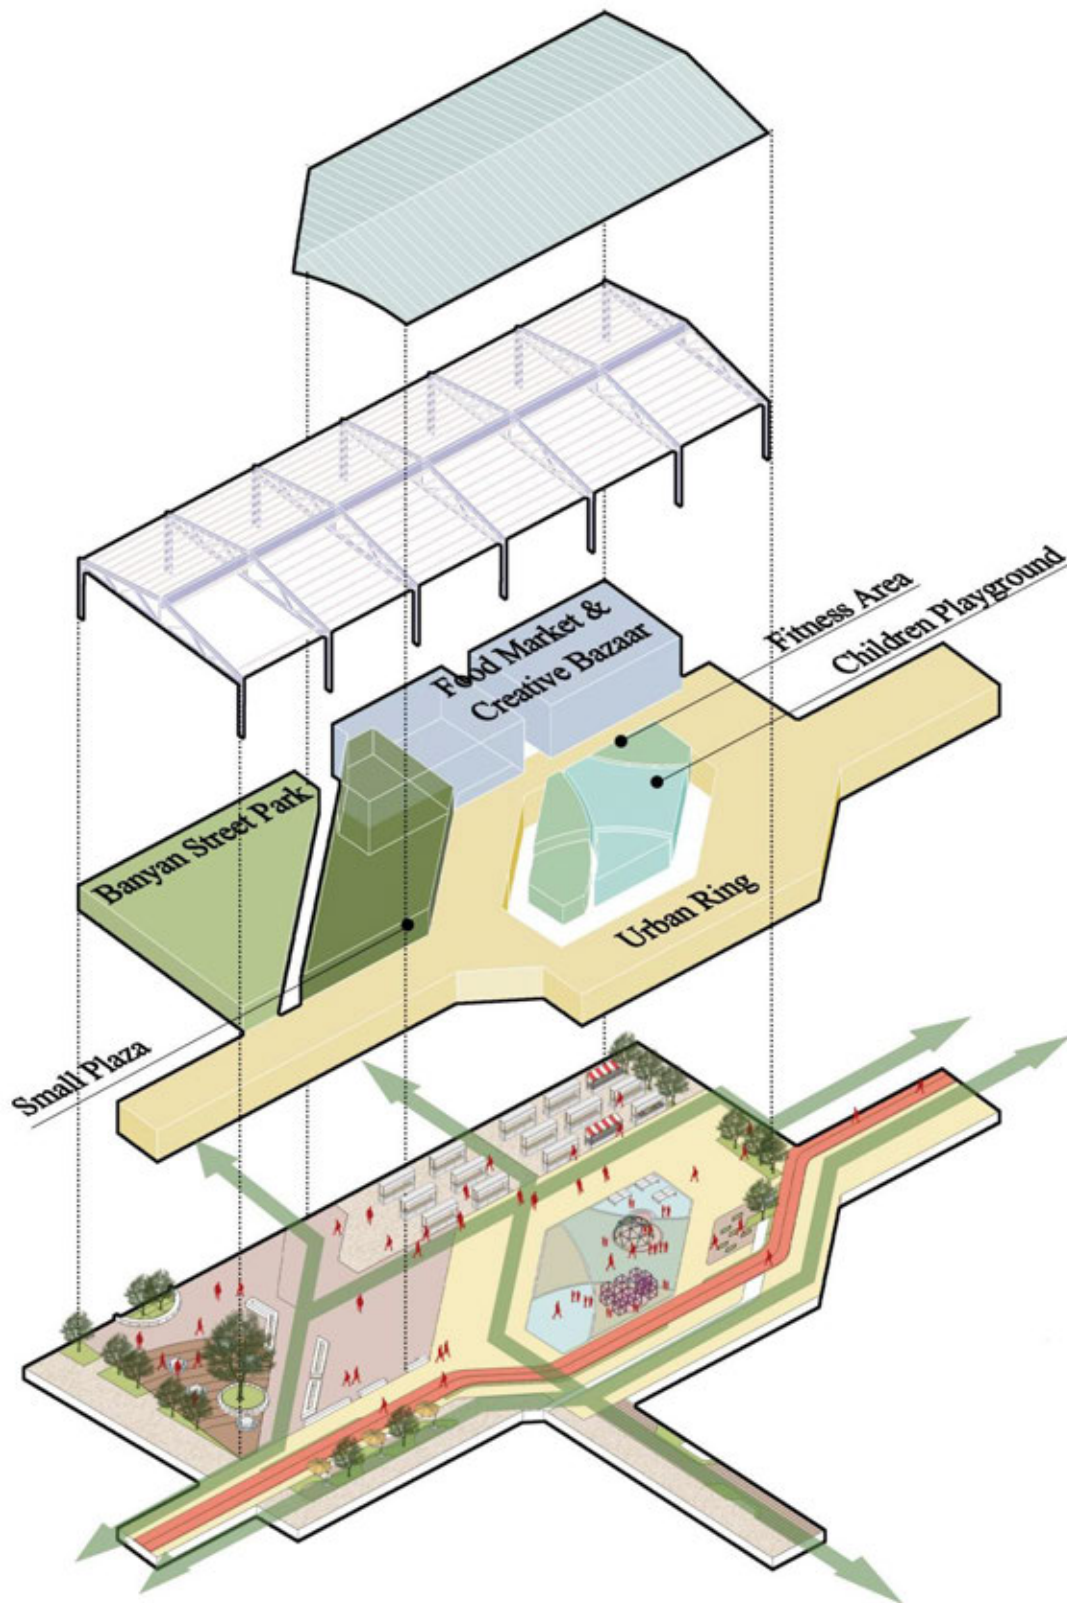 Fitness Area
Children Playground
Food Market &
Creative Bazaar
Banyan Street Park
Urban Ring
Small Plaza